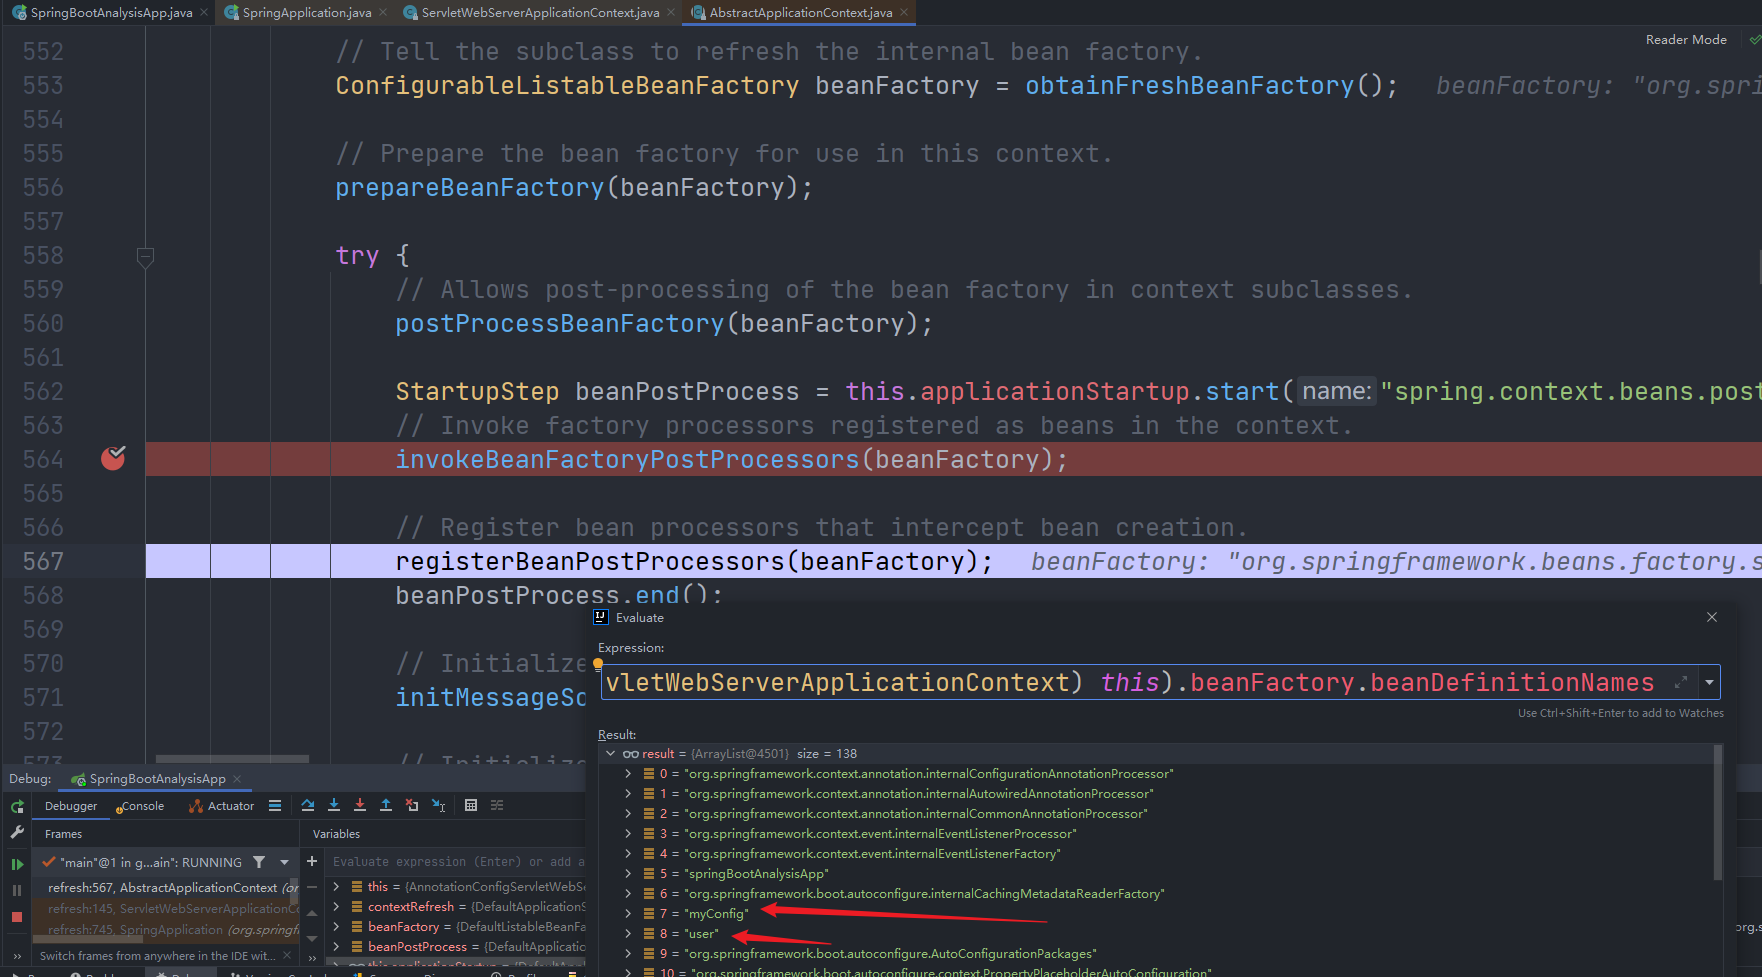 SpringBootAnalysisApp.java SpringApplication.java ServletWebServerApplicationContext.java AbstractApplicationContext.java
Reader Mode
552 // Tell the subclass to refresh the internal bean factory.
553 ConfigurableListableBeanFactory beanFactory = obtainFreshBeanFactory(); beanFactory: "org.spri
554
555 // Prepare the bean factory for use in this context.
556 prepareBeanFactory(beanFactory);
557
558 try {
559 // Allows post-processing of the bean factory in context subclasses.
560 postProcessBeanFactory(beanFactory);
561
562 StartupStep beanPostProcess = this.applicationStartup.start( name: "spring.context.beans.post
563 // Invoke factory processors registered as beans in the context.
564 invokeBeanFactoryPostProcessors(beanFactory);
565
566 // Register bean processors that intercept bean creation.
567 registerBeanPostProcessors(beanFactory); beanFactory: "org.springframework.beans.factory.s
568 beanPostProcess.end();
569
570 // Initialize
571 initMessageSo
572
573 // Initialize
Evaluate
Expression:
vletWebServerApplicationContext) this).beanFactory.beanDefinitionNames
Use Ctrl+Shift+Enter to add to Watches
Result:
result = {ArrayList@4501} size = 138
0 = "org.springframework.context.annotation.internalConfigurationAnnotationProcessor"
1 = "org.springframework.context.annotation.internalAutowiredAnnotationProcessor"
2 = "org.springframework.context.annotation.internalCommonAnnotationProcessor"
3 = "org.springframework.context.event.internalEventListenerProcessor"
4 = "org.springframework.context.event.internalEventListenerFactory"
5 = "springBootAnalysisApp"
6 = "org.springframework.boot.autoconfigure.internalCachingMetadataReaderFactory"
7 = "myConfig"
8 = "user"
9 = "org.springframework.boot.autoconfigure.AutoConfigurationPackages"
10 = "org.springframework.boot.autoconfigure.context.PropertyPlaceholderAutoConfiguration"
Debug: SpringBootAnalysisApp
Debugger Console Actuator
Frames Variables
"main"@1 in g...ain": RUNNING
Evaluate expression (Enter) or add a
refresh:567, AbstractApplicationContext (or
refresh:145, ServletWebServerApplicationCo
refresh:745, SpringApplication (org.springf
Switch frames from anywhere in the IDE wit...
this = {AnnotationConfigServletWebSe
contextRefresh = {DefaultApplicationS
beanFactory = {DefaultListableBeanFa
beanPostProcess = {DefaultApplication
org.s